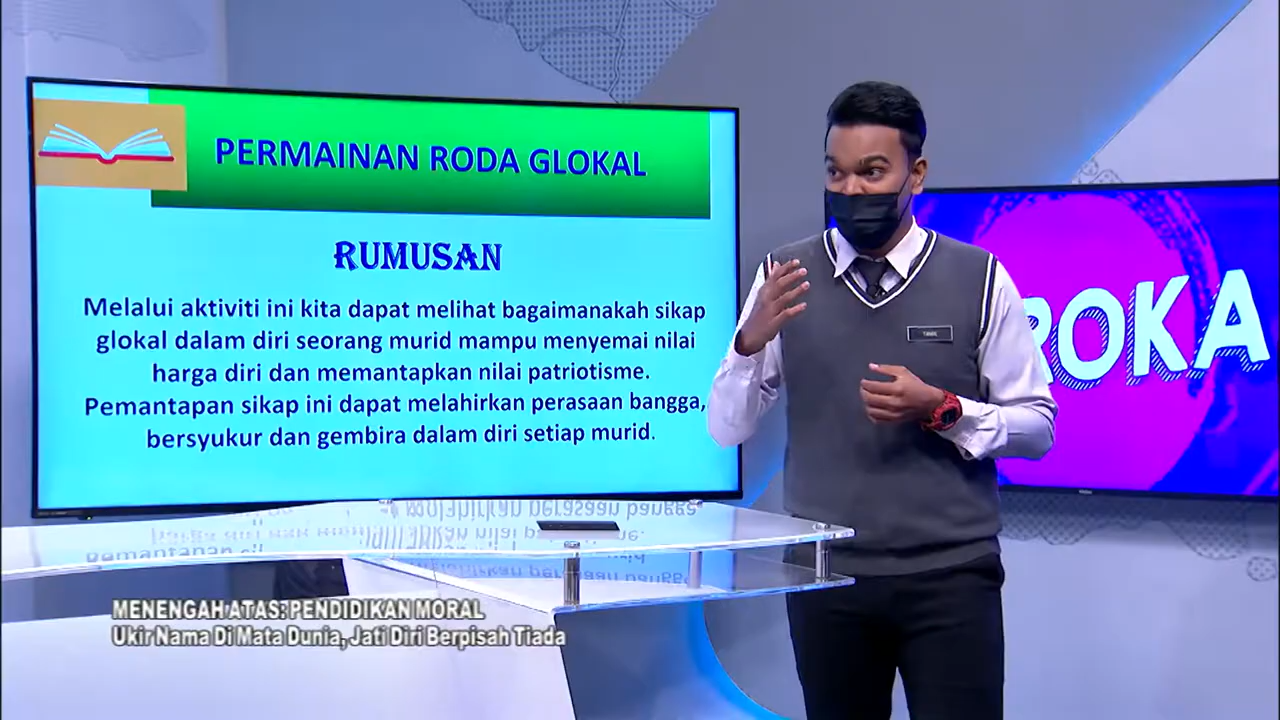 PERMAINAN RODA GLOKAL
RUMUSAN
Melalui aktiviti ini kita dapat melihat bagaimanakah sikap
glokal dalam diri seorang murid mampu menyemai nilai
harga diri dan memantapkan nilai patriotisme.
Pemantapan sikap ini dapat melahirkan perasaan bangga,
bersyukur dan gembira dalam diri setiap murid.
ROKA
MENENGAH ATAS: PENDIDIKAN MORAL
Ukir Nama Di Mata Dunia, Jati Diri Berpisah Tiada